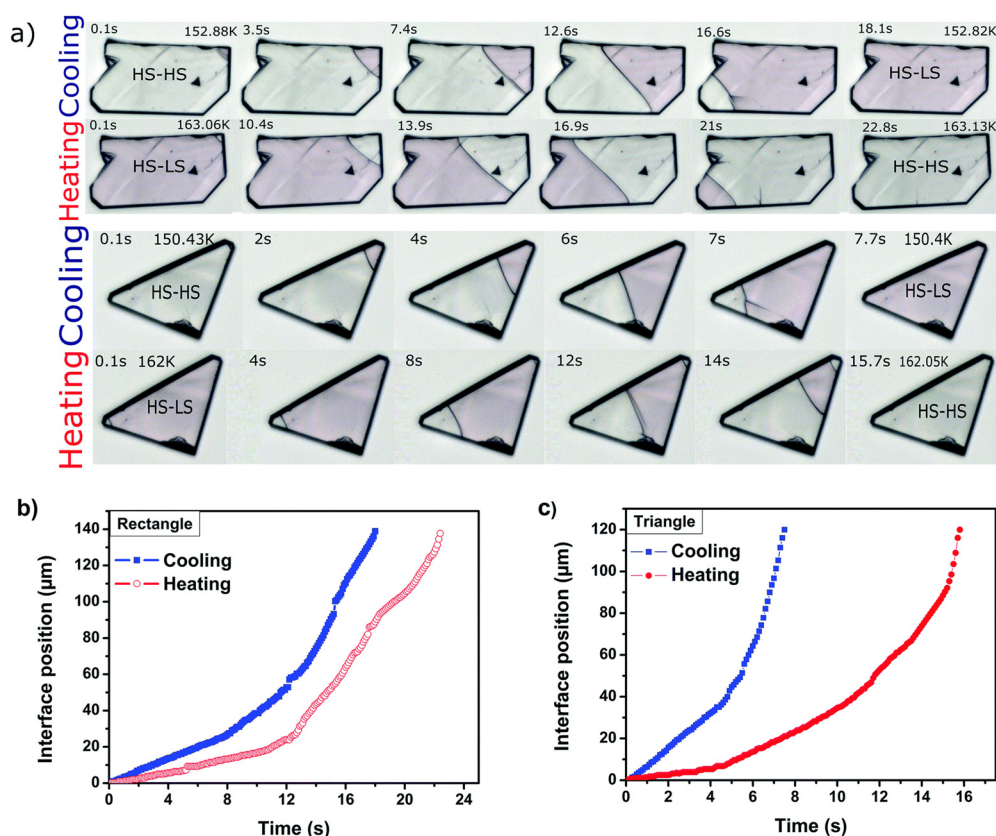 a)
Cooling
0.1s 152.88K 3.5s 7.4s 12.6s 16.6s 18.1s 152.82K
HS-HS HS-LS
Heating
0.1s 163.06K 10.4s 13.9s 16.9s 21s 22.8s 163.13K
HS-LS HS-HS
Cooling
0.1s 150.43K 2s 4s 6s 7s 7.7s 150.4K
HS-HS HS-LS
Heating
0.1s 162K 4s 8s 12s 14s 15.7s 162.05K
HS-LS HS-HS
b)
Rectangle
Cooling
Heating
Interface position (µm)
140
120
100
80
60
40
20
0
0 4 8 12 16 20 24
Time (s)
c)
Triangle
Cooling
Heating
Interface position (µm)
120
100
80
60
40
20
0
0 2 4 6 8 10 12 14 16
Time (s)